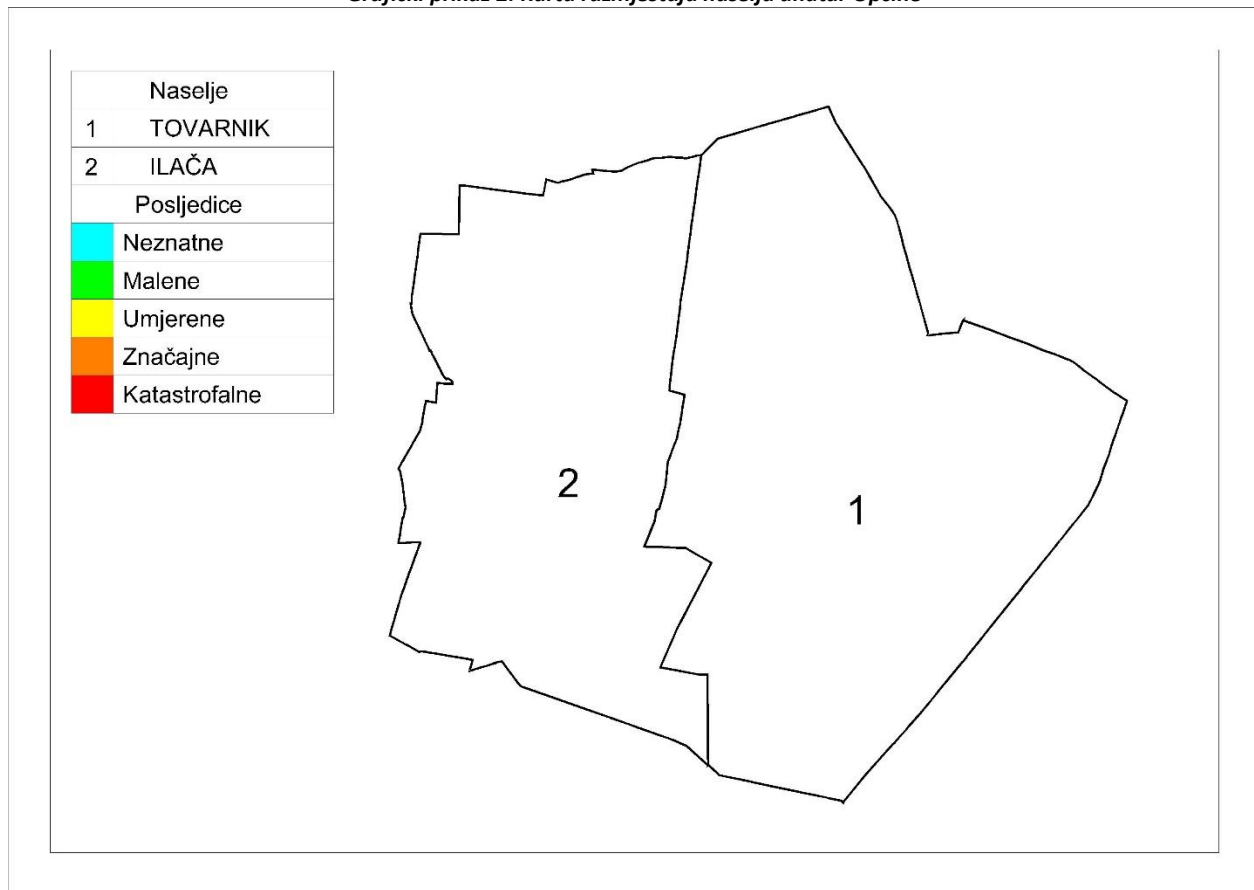 Naselje
1 TOVARNIK
2 ILAČA
Posljedice
Neznatne
Malene
Umjerene
Značajne
Katastrofalne
2
1